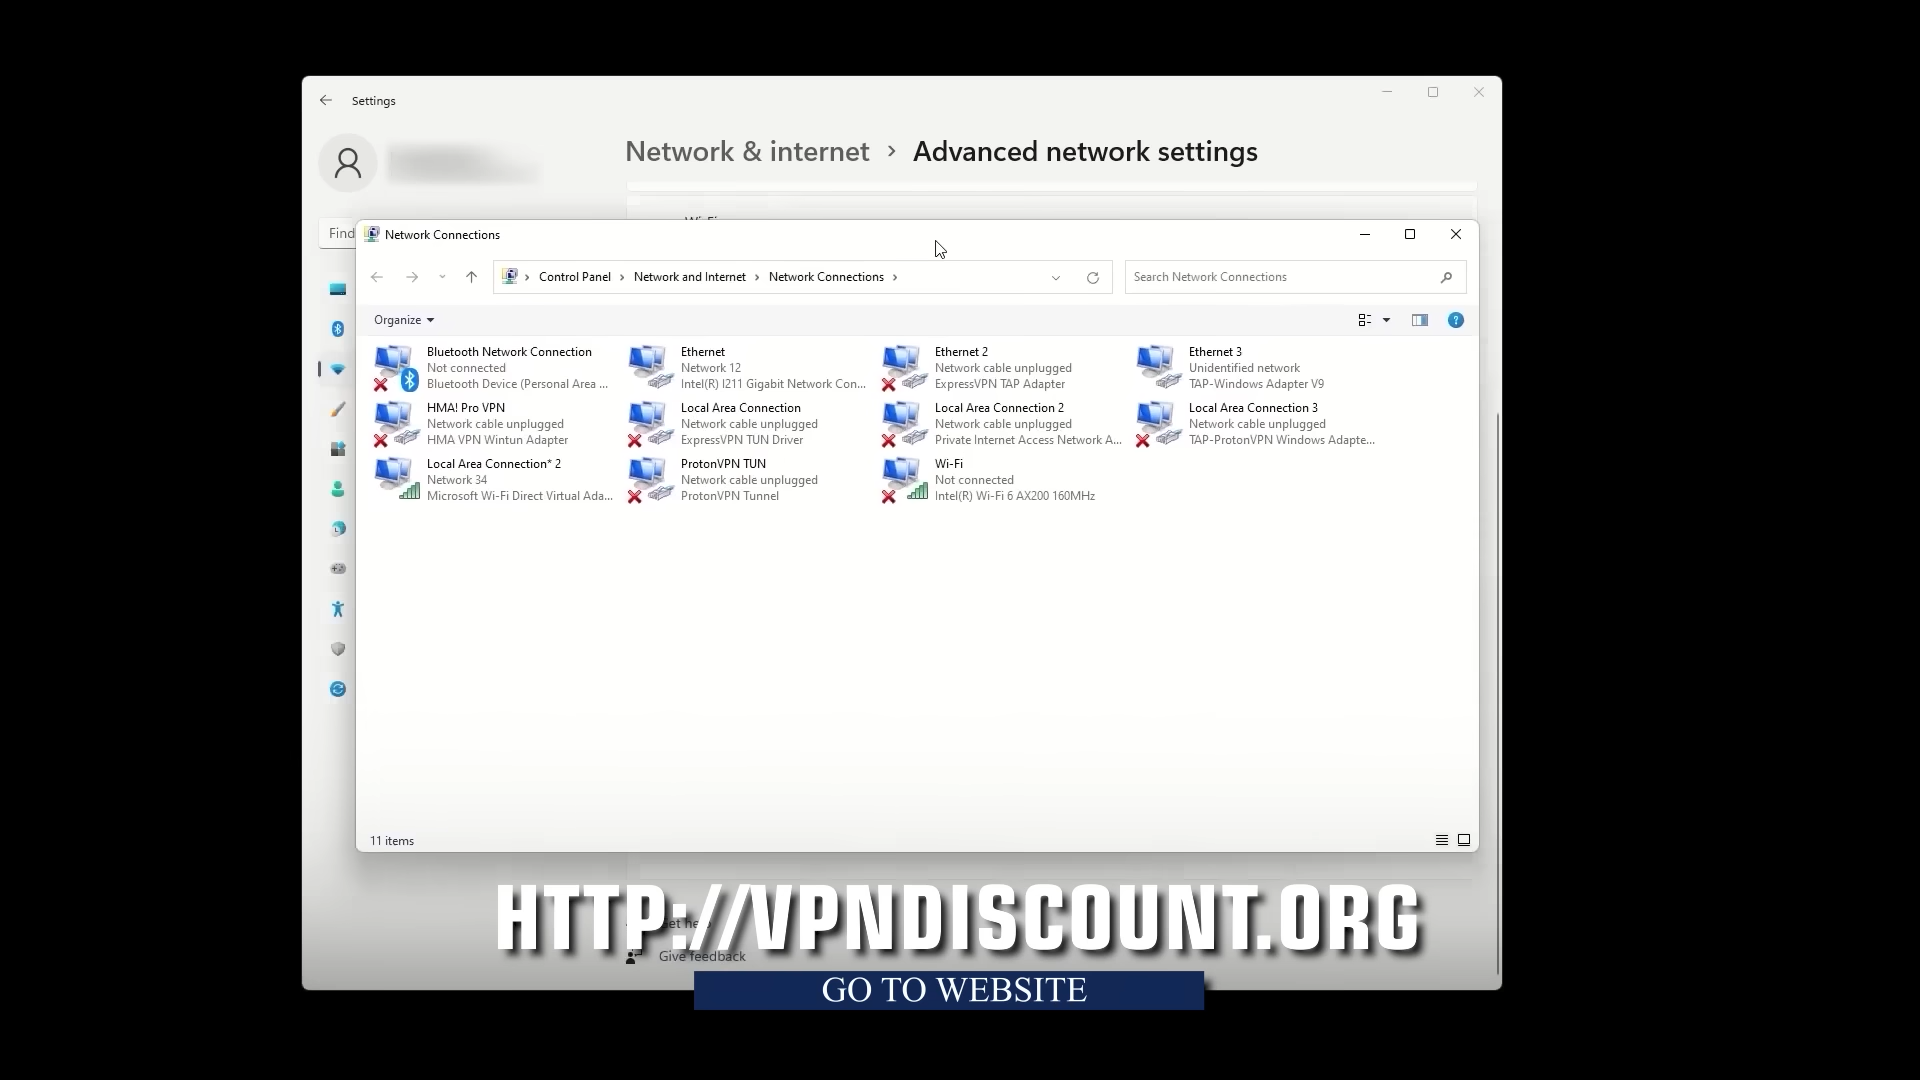 Settings
Network & internet › Advanced network settings
Wi-Fi
Find
Network Connections
Control Panel › Network and Internet › Network Connections ›
Search Network Connections
Organize
Bluetooth Network Connection
Not connected
Bluetooth Device (Personal Area ...
Ethernet
Network 12
Intel(R) I211 Gigabit Network Con...
Ethernet 2
Network cable unplugged
ExpressVPN TAP Adapter
Ethernet 3
Unidentified network
TAP-Windows Adapter V9
HMA! Pro VPN
Network cable unplugged
HMA VPN Wintun Adapter
Local Area Connection
Network cable unplugged
ExpressVPN TUN Driver
Local Area Connection 2
Network cable unplugged
Private Internet Access Network A...
Local Area Connection 3
Network cable unplugged
TAP-ProtonVPN Windows Adapte...
Local Area Connection* 2
Network 34
Microsoft Wi-Fi Direct Virtual Ada...
ProtonVPN TUN
Network cable unplugged
ProtonVPN Tunnel
Wi-Fi
Not connected
Intel(R) Wi-Fi 6 AX200 160MHz
11 items
HTTP://VPNDISCOUNT.ORG
Give feedback
GO TO WEBSITE